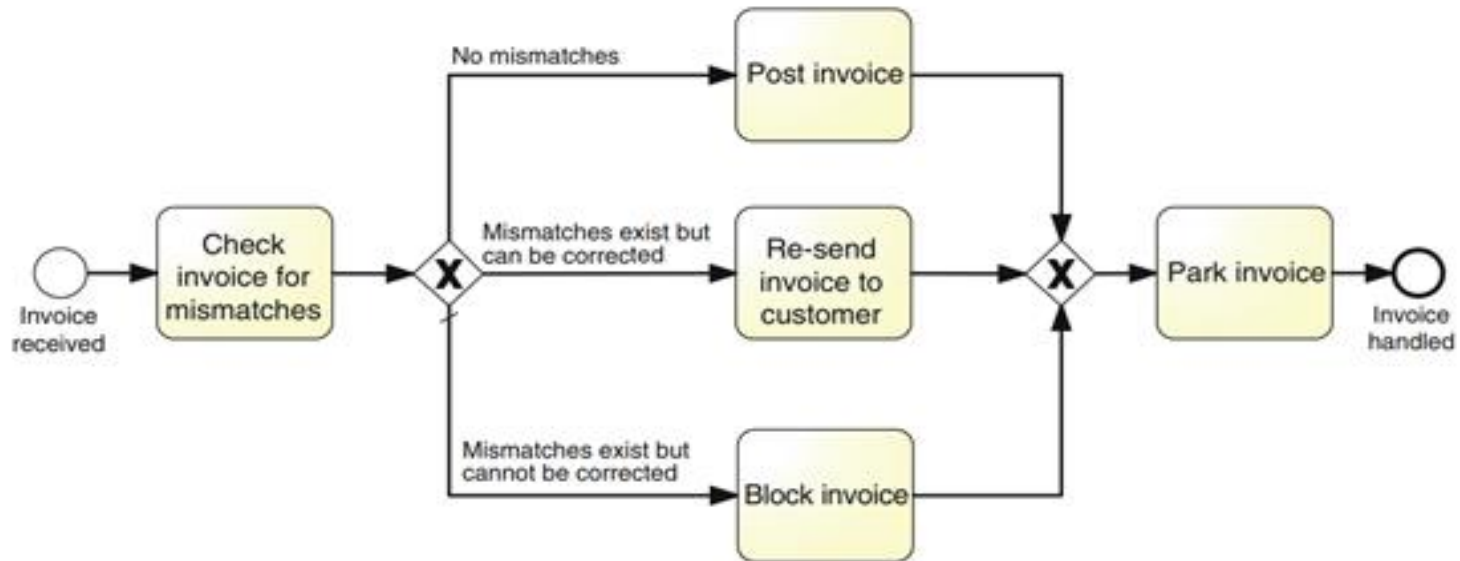 No mismatches
Post invoice
Invoice
received
Check
invoice for
mismatches
X
Mismatches exist but
can be corrected
Re-send
invoice to
customer
X
Park invoice
Invoice
handled
Mismatches exist but
cannot be corrected
Block invoice